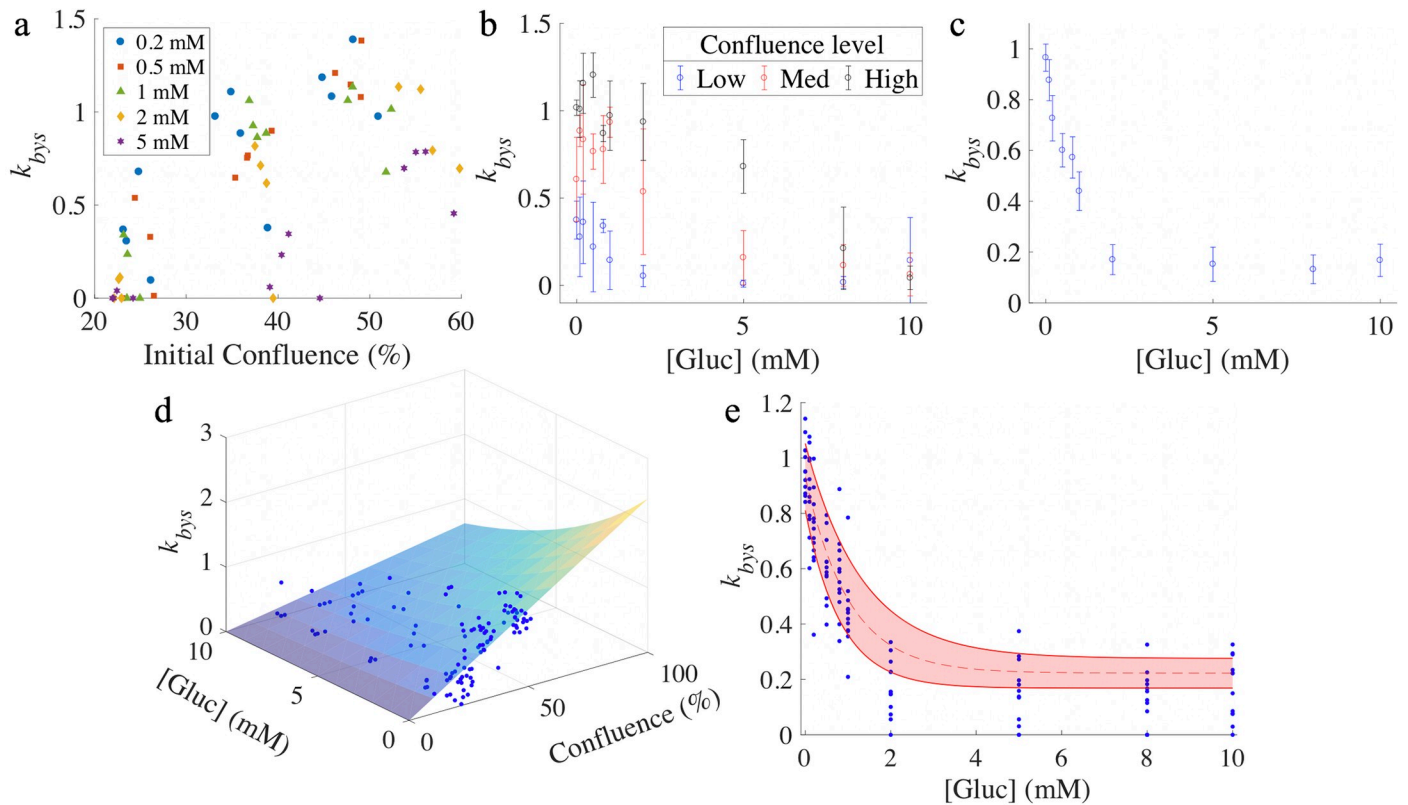 a
1.5
1
0.5
0
k_bys
0.2 mM
0.5 mM
1 mM
2 mM
5 mM
20 30 40 50 60
Initial Confluence (%)
b
1.5
1
0.5
0
k_bys
Confluence level
Low Med High
0 5 10
[Gluc] (mM)
c
1
0.8
0.6
0.4
0.2
0
k_bys
0 5 10
[Gluc] (mM)
d
3
2
1
0
k_bys
10
5
0
[Gluc] (mM)
0
50
100
Confluence (%)
e
1.2
1
0.8
0.6
0.4
0.2
0
k_bys
0 2 4 6 8 10
[Gluc] (mM)